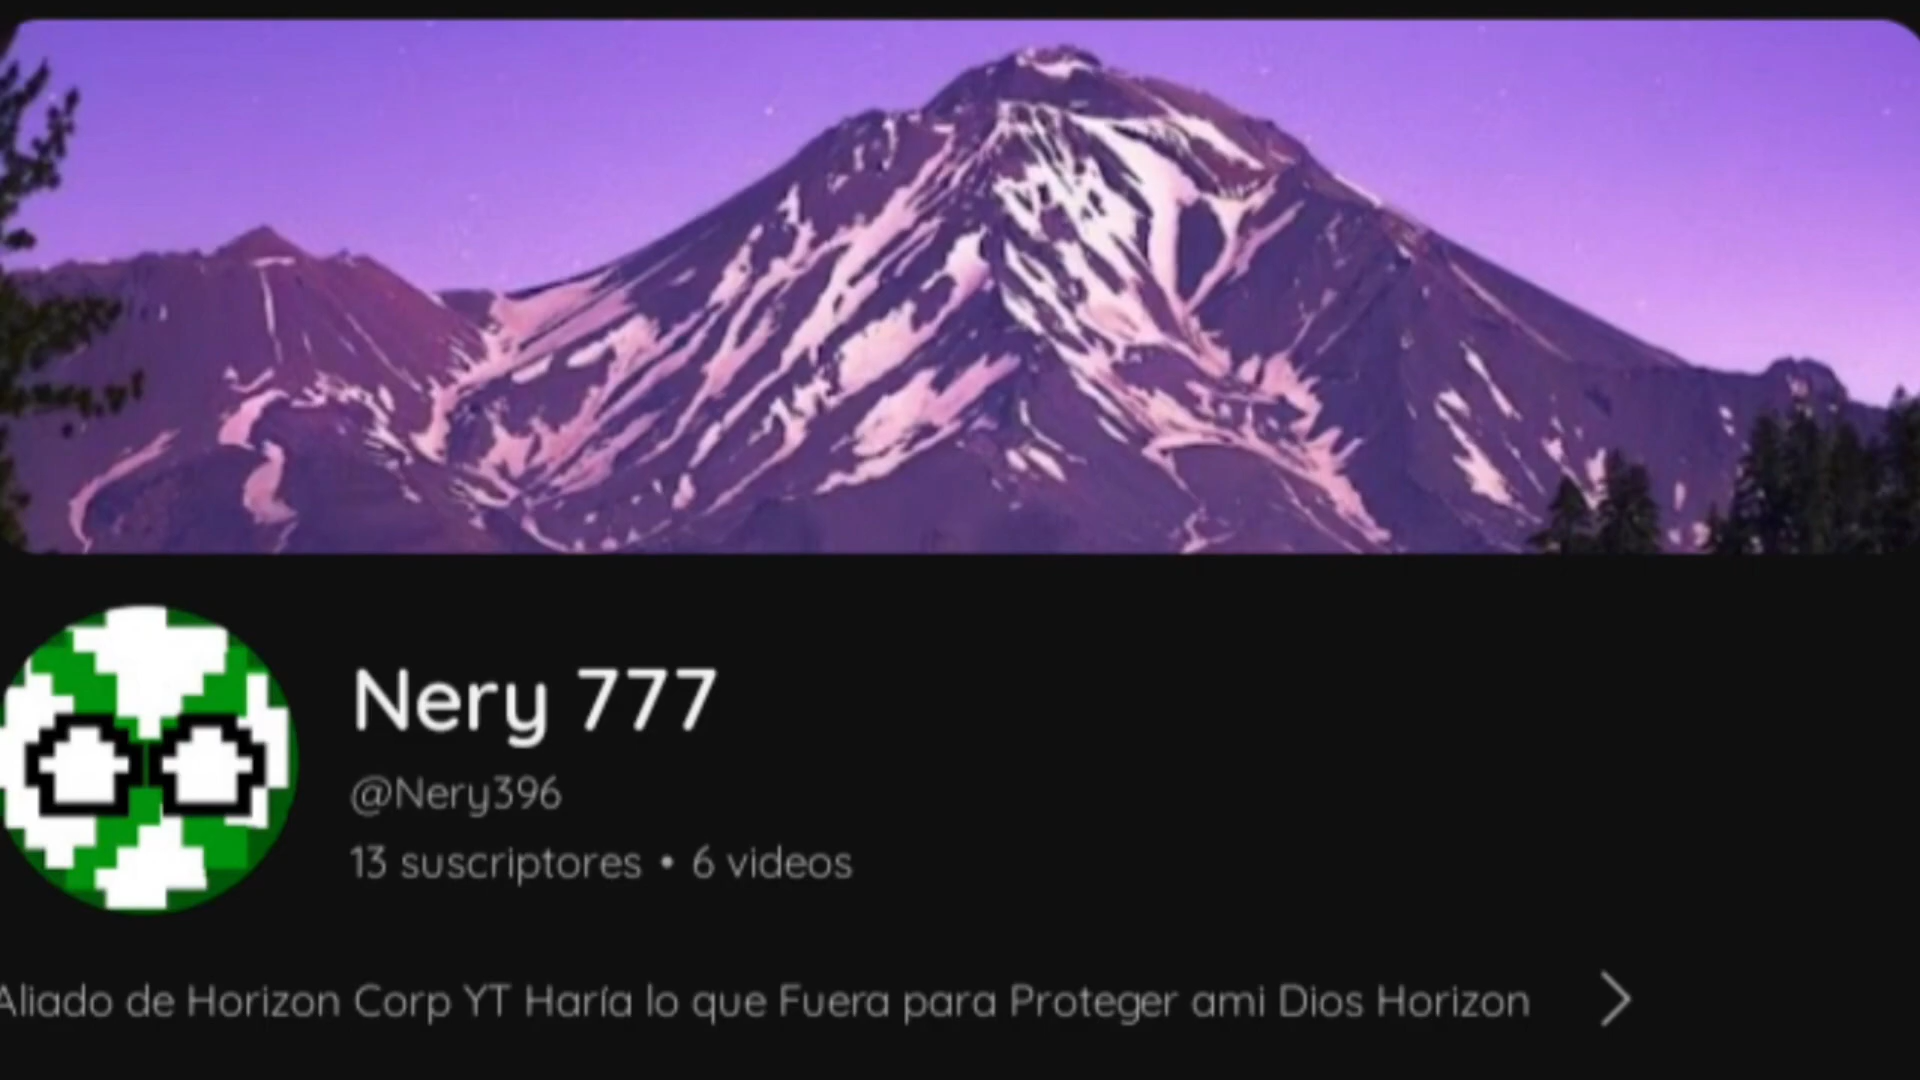 Nery 777
@Nery396
13 suscriptores • 6 videos
Aliado de Horizon Corp YT Haría lo que Fuera para Proteger ami Dios Horizon